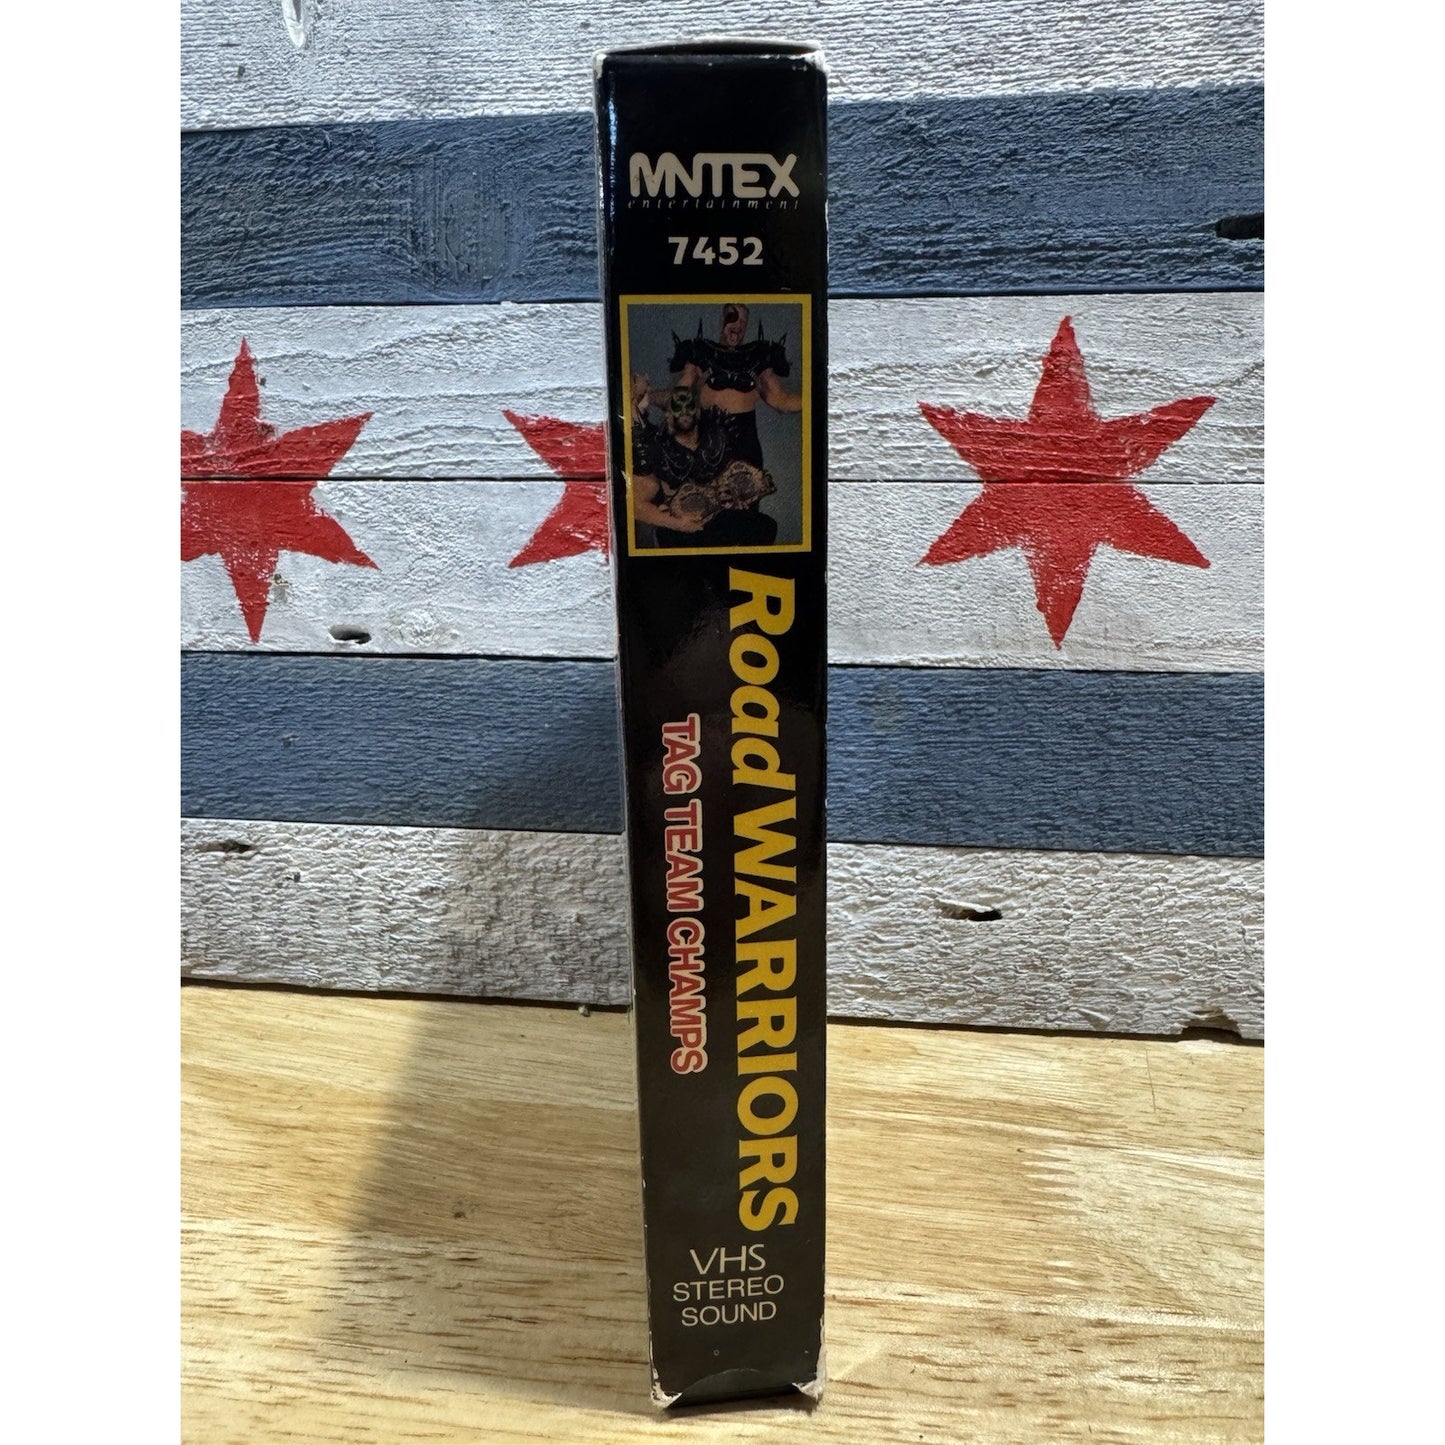 MNTEX
entertainment
7452
Road WARRIORS
TAG TEAM CHAMPS
VHS
STEREO
SOUND